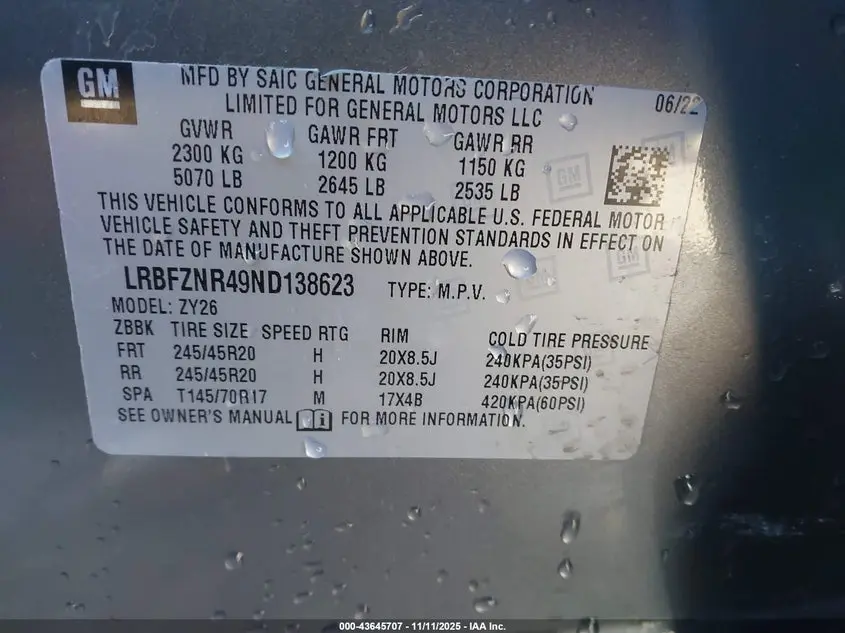 GM
MFD BY SAIC GENERAL MOTORS CORPORATION
LIMITED FOR GENERAL MOTORS LLC
06/22
GVWR GAWR FRT GAWR RR
2300 KG 1200 KG 1150 KG
5070 LB 2645 LB 2535 LB
GM
THIS VEHICLE CONFORMS TO ALL APPLICABLE U.S. FEDERAL MOTOR
VEHICLE SAFETY AND THEFT PREVENTION STANDARDS IN EFFECT ON
THE DATE OF MANUFACTURE SHOWN ABOVE.
LRBFZNR49ND138623 TYPE: M.P.V.
MODEL: ZY26
ZBBK TIRE SIZE SPEED RTG RIM COLD TIRE PRESSURE
FRT 245/45R20 H 20X8.5J 240KPA(35PSI)
RR 245/45R20 H 20X8.5J 240KPA(35PSI)
SPA T145/70R17 M 17X4B 420KPA(60PSI)
SEE OWNER'S MANUAL i FOR MORE INFORMATION.
000-43645707 - 11/11/2025 - IAA Inc.